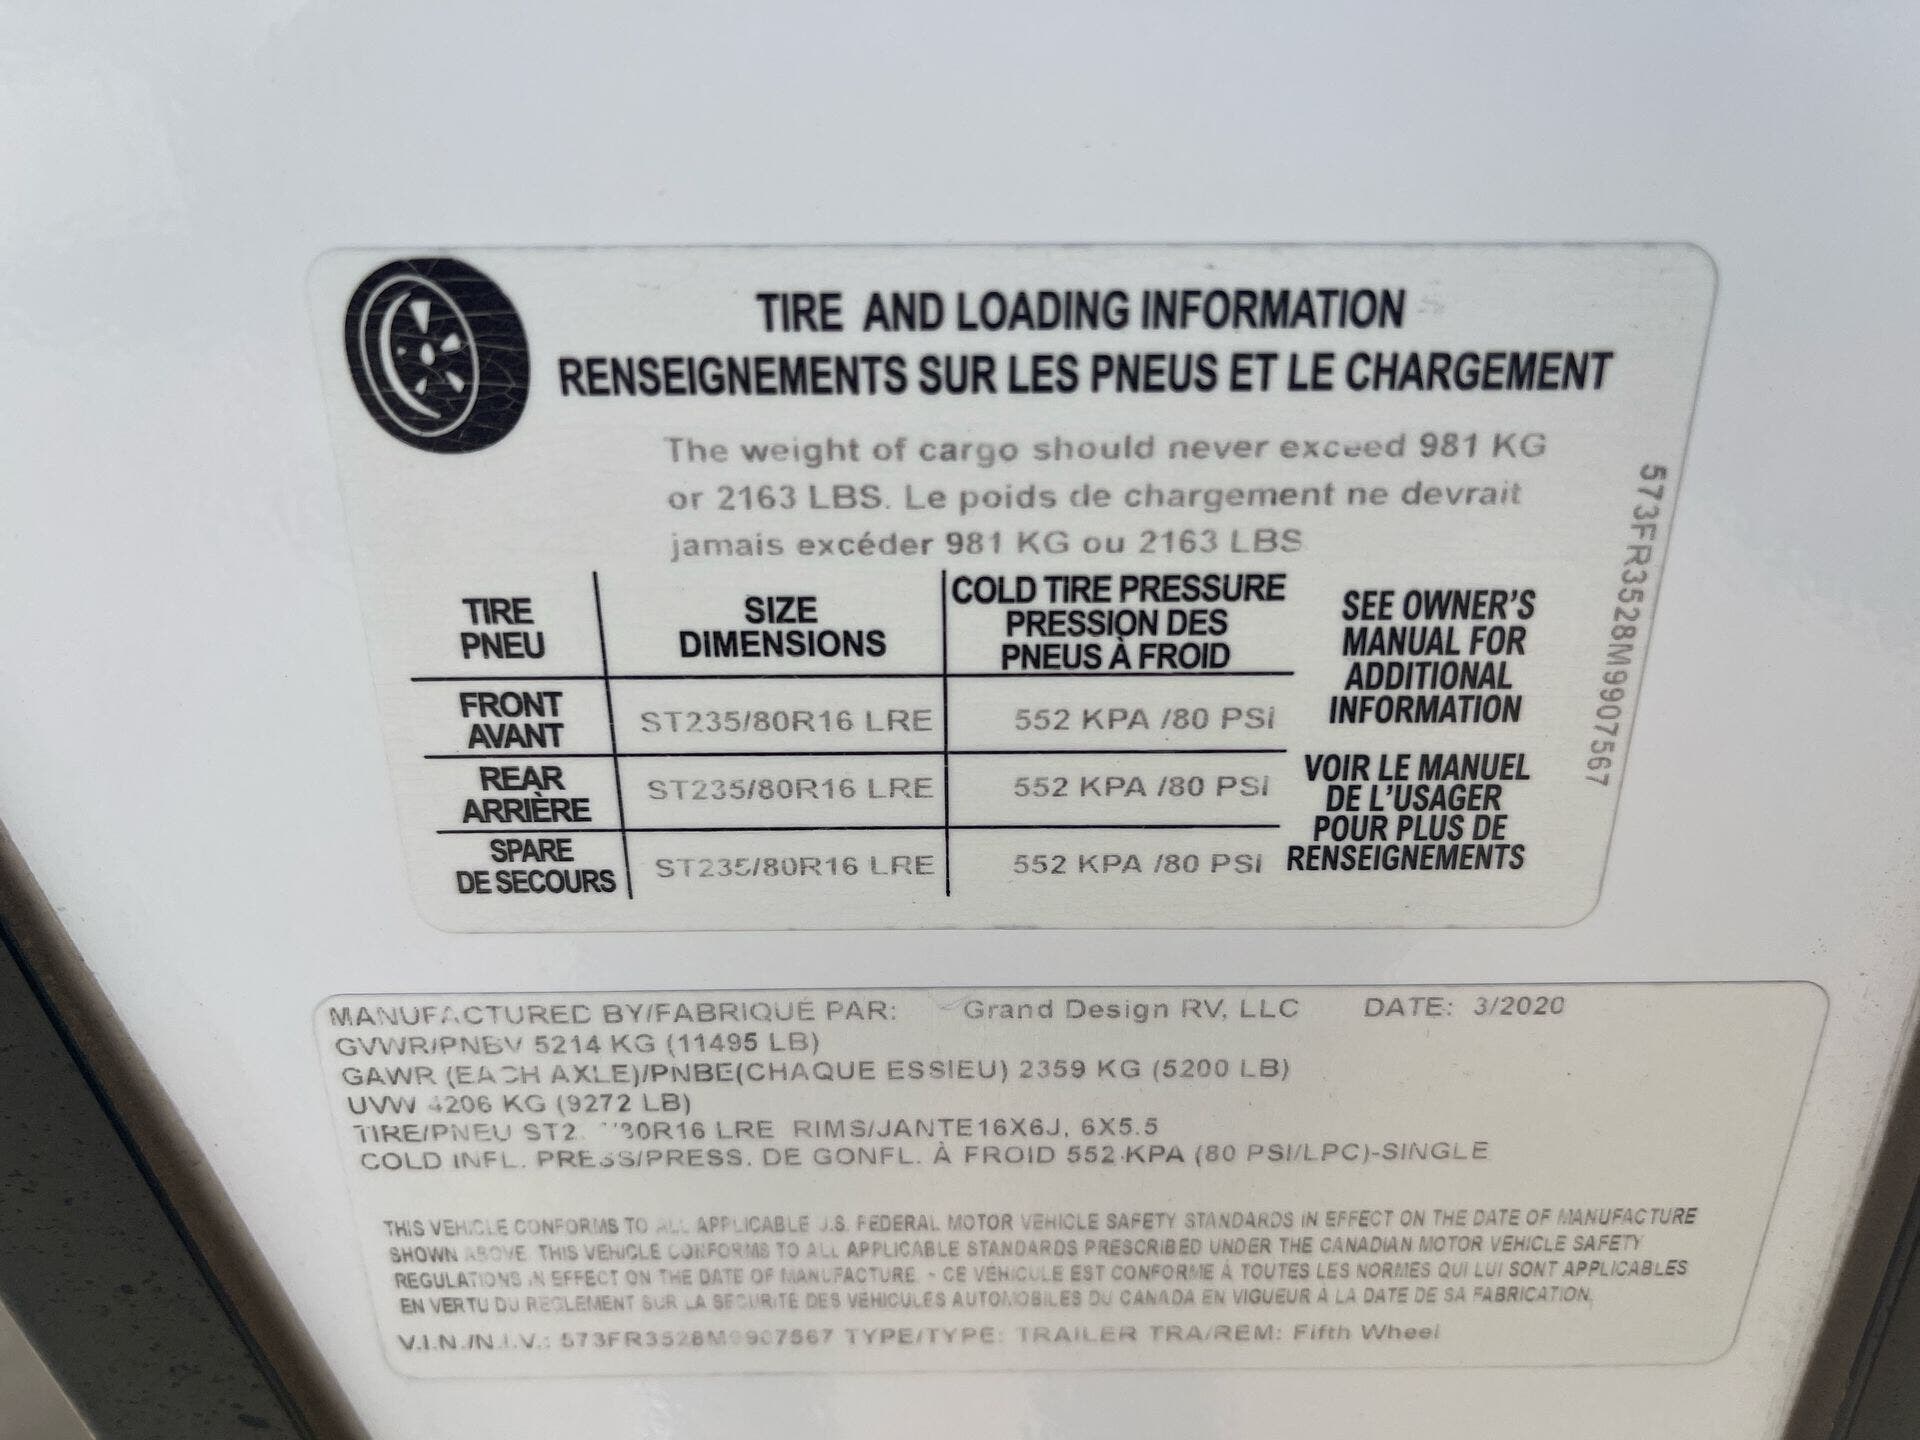 TIRE AND LOADING INFORMATION
RENSEIGNEMENTS SUR LES PNEUS ET LE CHARGEMENT
The weight of cargo should never exceed 981 KG
or 2163 LBS. Le poids de chargement ne devrait
jamais excéder 981 KG ou 2163 LBS
TIRE
PNEU
SIZE
DIMENSIONS
COLD TIRE PRESSURE
PRESSION DES
PNEUS À FROID
FRONT
AVANT
ST235/80R16 LRE
552 KPA /80 PSI
REAR
ARRIÈRE
ST235/80R16 LRE
552 KPA /80 PSI
SPARE
DE SECOURS
ST235/80R16 LRE
552 KPA /80 PSI
SEE OWNER'S
MANUAL FOR
ADDITIONAL
INFORMATION
VOIR LE MANUEL
DE L'USAGER
POUR PLUS DE
RENSEIGNEMENTS
573FR3528M9907567
MANUFACTURED BY/FABRIQUÉ PAR: Grand Design RV, LLC DATE: 3/2020
GVWR/PNBV 5214 KG (11495 LB)
GAWR (EACH AXLE)/PNBE(CHAQUE ESSIEU) 2359 KG (5200 LB)
UVW 4206 KG (9272 LB)
TIRE/PNEU LRE RIMS/JANTE16X6J, 6X5.5
COLD INFL. PRESS/PRESS. DE GONFL. À FROID 552 KPA (80 PSI/LPC)-SINGLE
THIS VEHICLE CONFORMS TO ALL APPLICABLE U.S. FEDERAL MOTOR VEHICLE SAFETY STANDARDS IN EFFECT ON THE DATE OF MANUFACTURE
SHOWN ABOVE. THIS VEHICLE CONFORMS TO ALL APPLICABLE STANDARDS PRESCRIBED UNDER THE CANADIAN MOTOR VEHICLE SAFETY
REGULATIONS IN EFFECT ON THE DATE OF MANUFACTURE. - CE VÉHICULE EST CONFORME À TOUTES LES NORMES QUI LUI SONT APPLICABLES
EN VERTU DU RÈGLEMENT SUR LA SÉCURITÉ DES VÉHICULES AUTOMOBILES DU CANADA EN VIGUEUR À LA DATE DE SA FABRICATION.
V.I.N./N.I.V.: TYPE/TYPE: TRAILER TRA/REM: Fifth Wheel